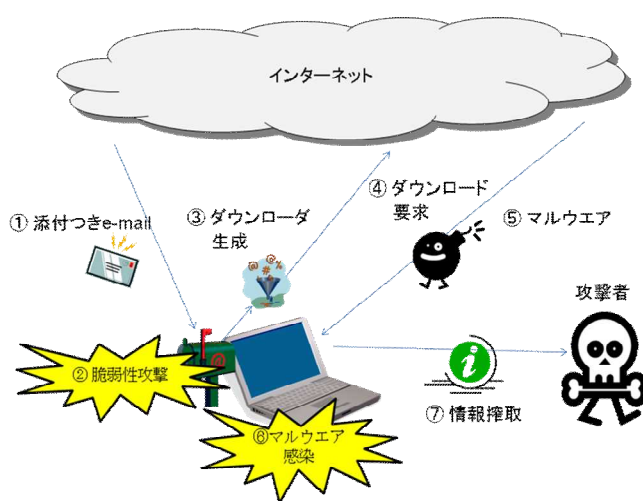 インターネット
① 添付つきe-mail
③ ダウンローダ
生成
④ ダウンロード
要求
⑤ マルウエア
攻撃者
② 脆弱性攻撃
⑥マルウエア
感染
⑦ 情報搾取